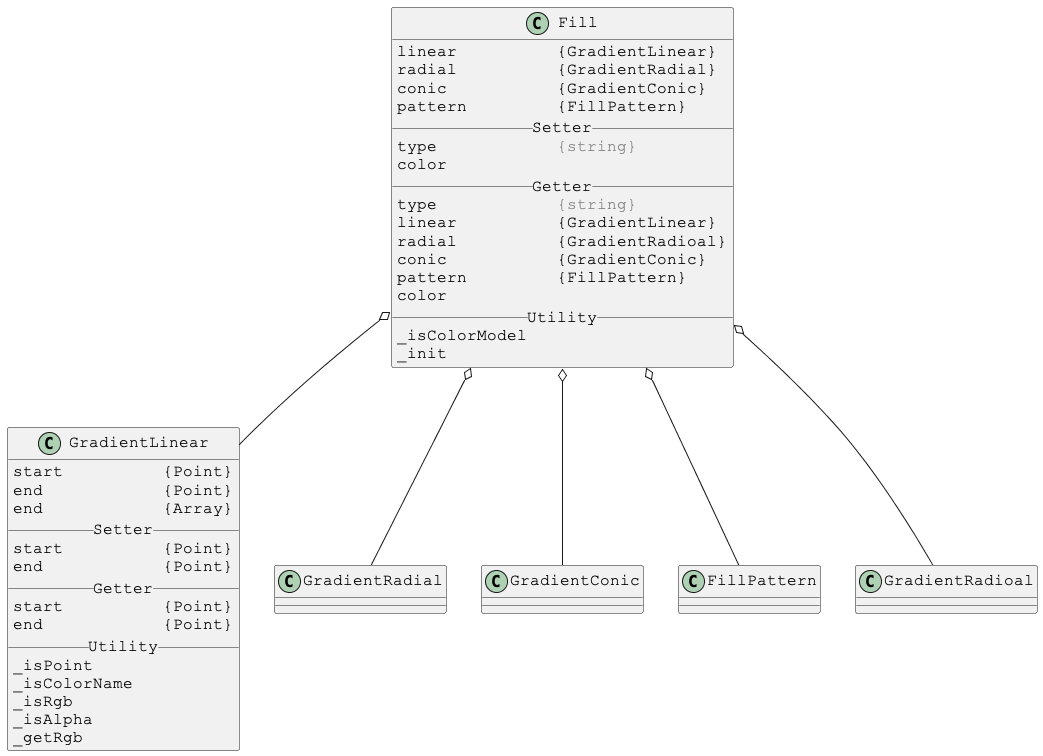 C Fill
linear {GradientLinear}
radial {GradientRadial}
conic {GradientConic}
pattern {FillPattern}
Setter
type {string}
color
Getter
type {string}
linear {GradientLinear}
radial {GradientRadioal}
conic {GradientConic}
pattern {FillPattern}
color
Utility
_isColorModel
_init
C GradientLinear
start {Point}
end {Point}
end {Array}
Setter
start {Point}
end {Point}
Getter
start {Point}
end {Point}
Utility
_isPoint
_isColorName
_isRgb
_isAlpha
_getRgb
C GradientRadial
C GradientConic
C FillPattern
C GradientRadioal